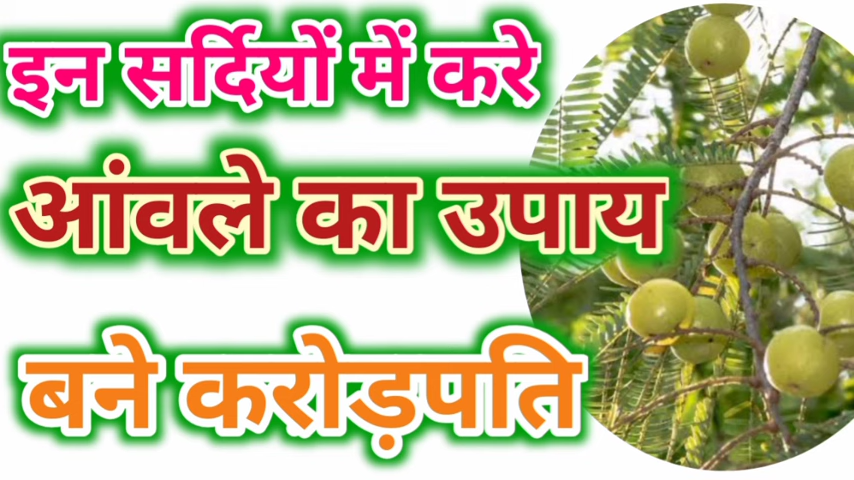 इन सर्दियों में करे
आंवले का उपाय
बने करोड़पति